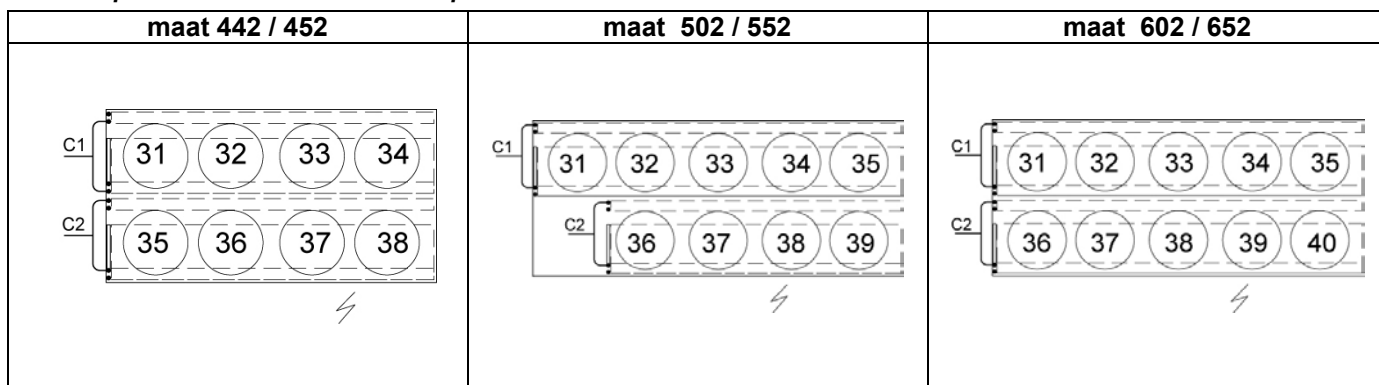 maat 442 / 452
maat 502 / 552
maat 602 / 652
C1
31 32 33 34
C2
35 36 37 38
C1
31 32 33 34 35
C2
36 37 38 39
C1
31 32 33 34 35
C2
36 37 38 39 40